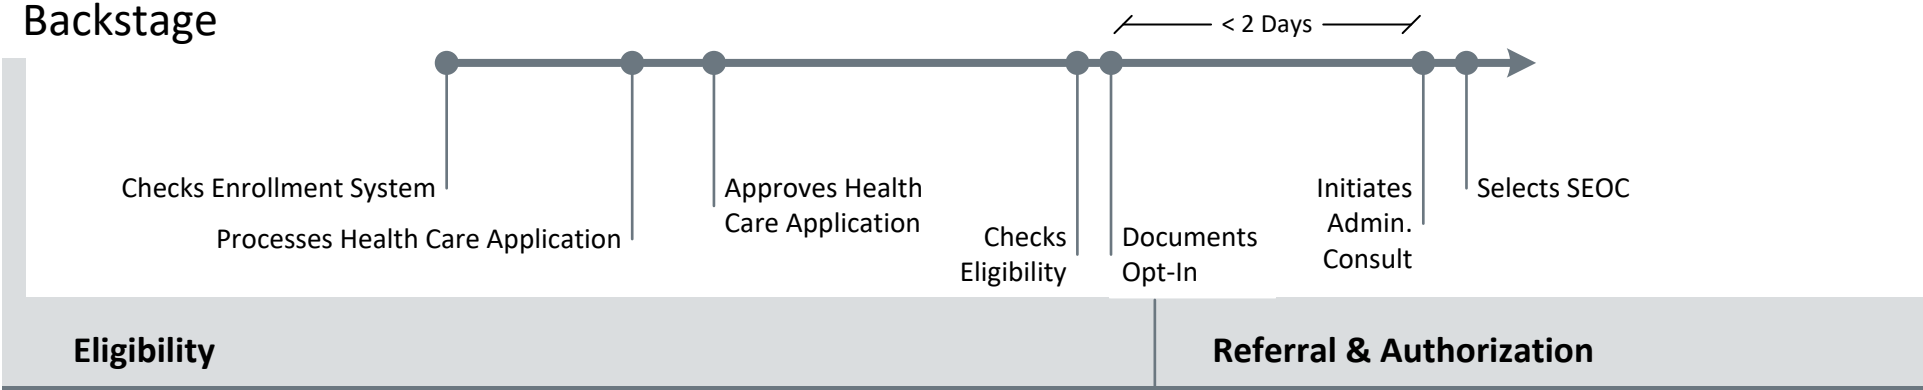 Backstage
< 2 Days
Checks Enrollment System
Processes Health Care Application
Approves Health
Care Application
Checks
Eligibility
Documents
Opt-In
Initiates
Admin.
Consult
Selects SEOC
Eligibility
Referral & Authorization